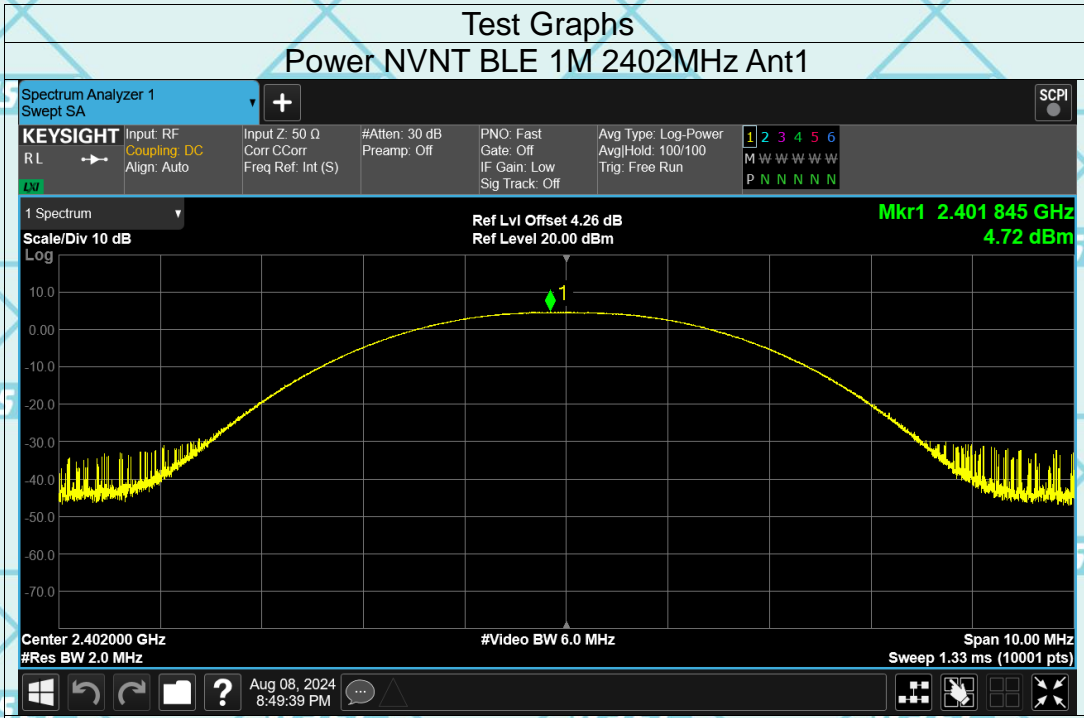 Test Graphs
Power NVNT BLE 1M 2402MHz Ant1
Spectrum Analyzer 1
Swept SA
+
SCPI
KEYSIGHT
RL
LXI
Input: RF
Coupling: DC
Align: Auto
Input Z: 50 Ω
Corr CCorr
Freq Ref: Int (S)
#Atten: 30 dB
Preamp: Off
PNO: Fast
Gate: Off
IF Gain: Low
Sig Track: Off
Avg Type: Log-Power
Avg|Hold: 100/100
Trig: Free Run
1 2 3 4 5 6
M W W W W W W
P N N N N N
1 Spectrum
Scale/Div 10 dB
Ref Lvl Offset 4.26 dB
Ref Level 20.00 dBm
Mkr1 2.401 845 GHz
4.72 dBm
Log
1
10.0
0.00
-10.0
-20.0
-30.0
-40.0
-50.0
-60.0
-70.0
Center 2.402000 GHz
#Video BW 6.0 MHz
Span 10.00 MHz
#Res BW 2.0 MHz
Sweep 1.33 ms (10001 pts)
?
Aug 08, 2024
8:49:39 PM